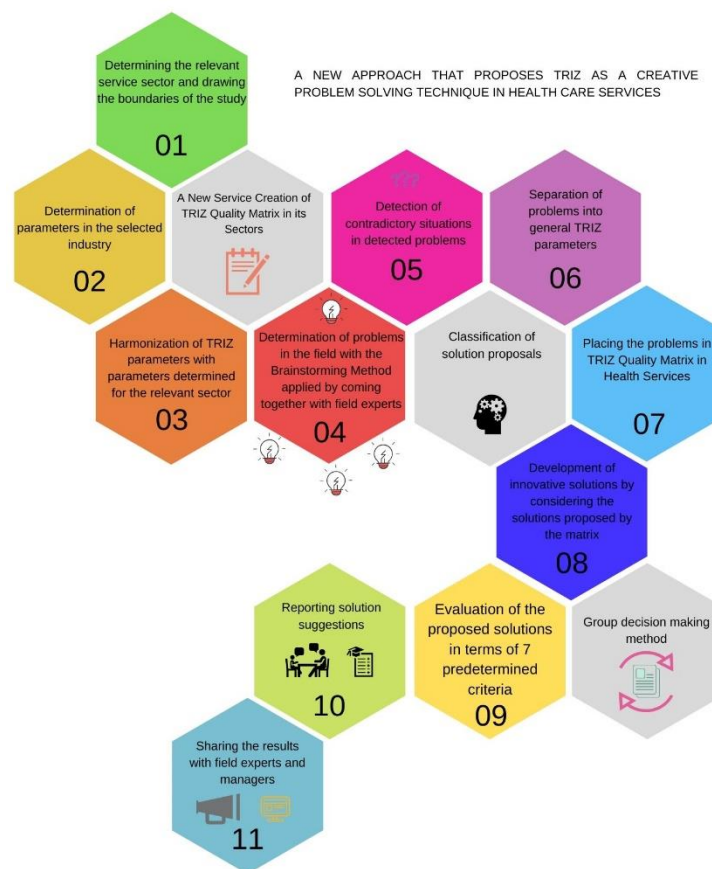 A NEW APPROACH THAT PROPOSES TRIZ AS A CREATIVE
PROBLEM SOLVING TECHNIQUE IN HEALTH CARE SERVICES
Determining the relevant
service sector and drawing
the boundaries of the study
01
Determination of
parameters in the selected
industry
02
A New Service Creation of
TRIZ Quality Matrix in its
Sectors
Harmonization of TRIZ
parameters with
parameters determined
for the relevant sector
03
Determination of problems
in the field with the
Brainstorming Method
applied by coming
together with field experts
04
???
Detection of
contradictory situations
in detected problems
05
Separation of
problems into
general TRIZ
parameters
06
Classification of
solution proposals
Placing the problems in
TRIZ Quality Matrix in
Health Services
07
Development of
innovative solutions by
considering the
solutions proposed by
the matrix
08
Group decision making
method
Evaluation of the
proposed solutions
in terms of 7
predetermined
criteria
09
Reporting solution
suggestions
10
Sharing the results
with field experts and
managers
11